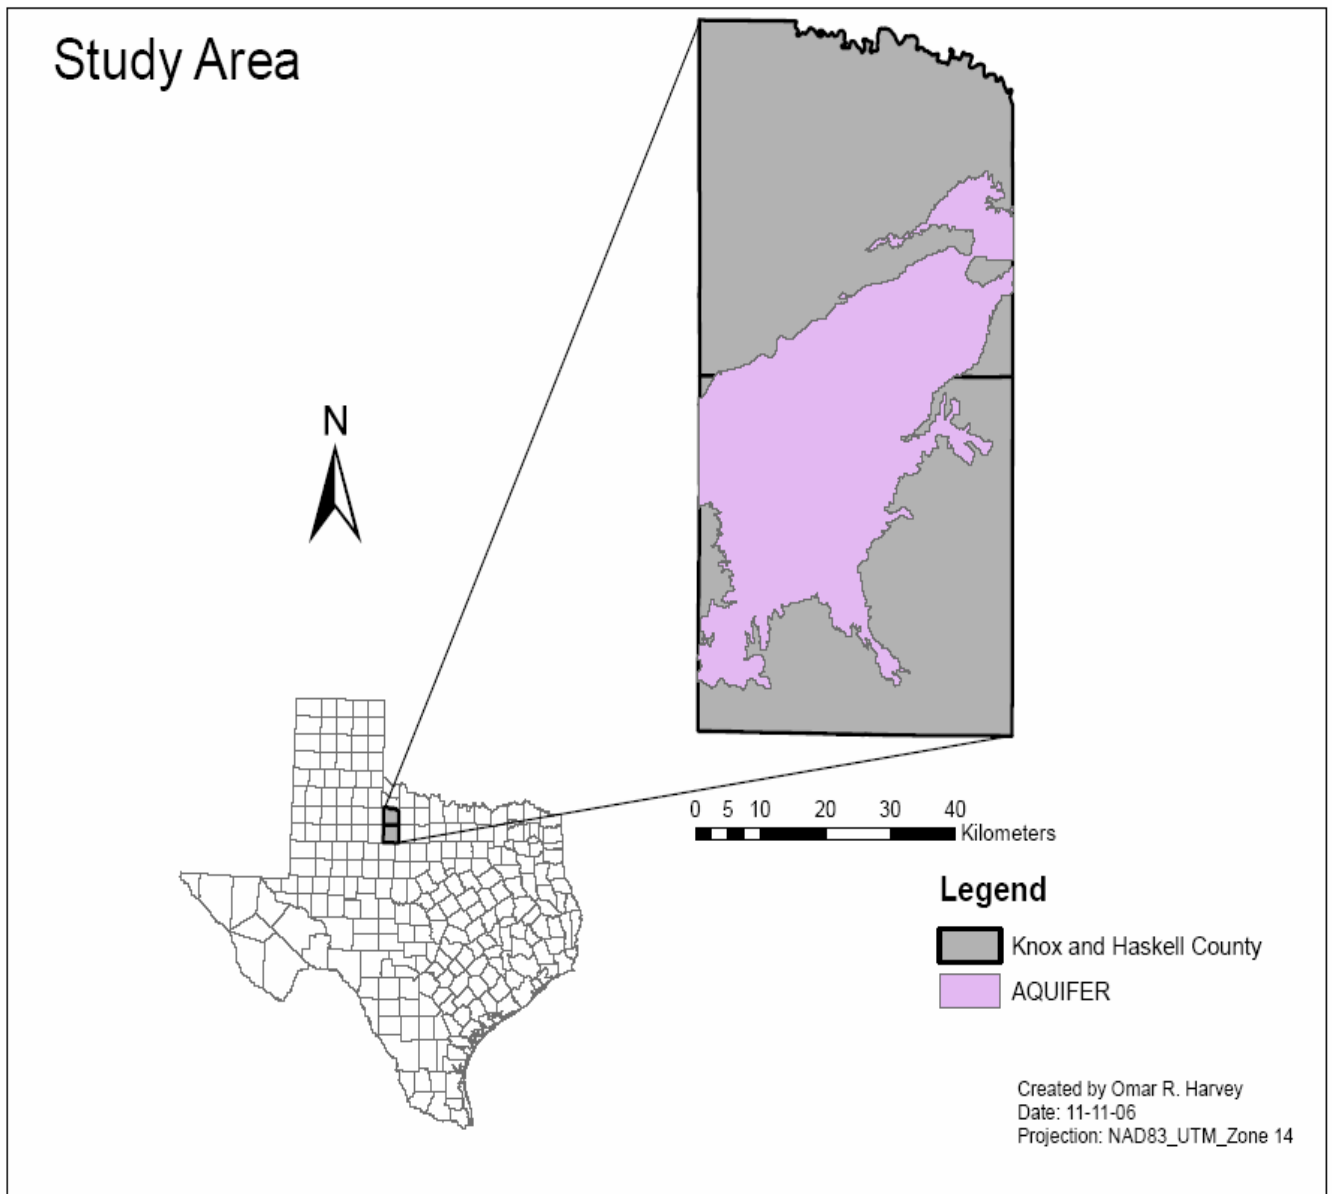 Study Area
N
0 5 10 20 30 40
Kilometers
Legend
Knox and Haskell County
AQUIFER
Created by Omar R. Harvey
Date: 11-11-06
Projection: NAD83_UTM_Zone 14